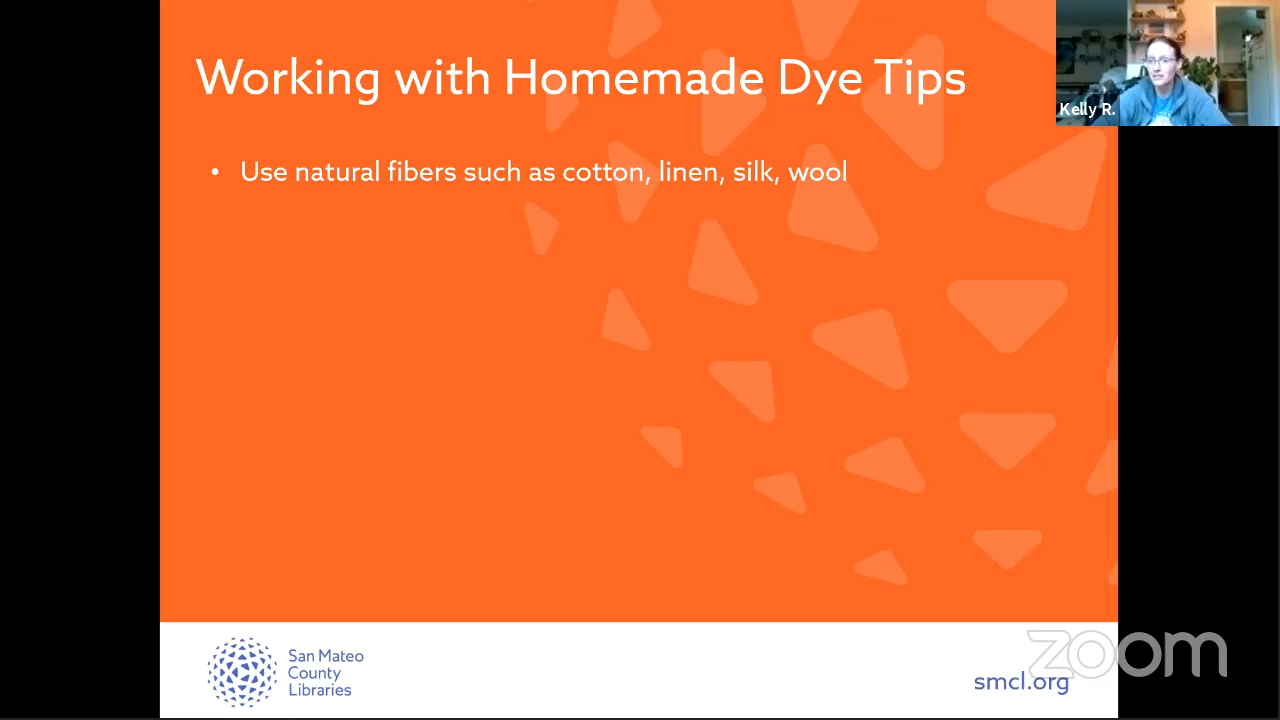 Working with Homemade Dye Tips
Kelly R.
• Use natural fibers such as cotton, linen, silk, wool
San Mateo
County
Libraries
zoom
smcl.org